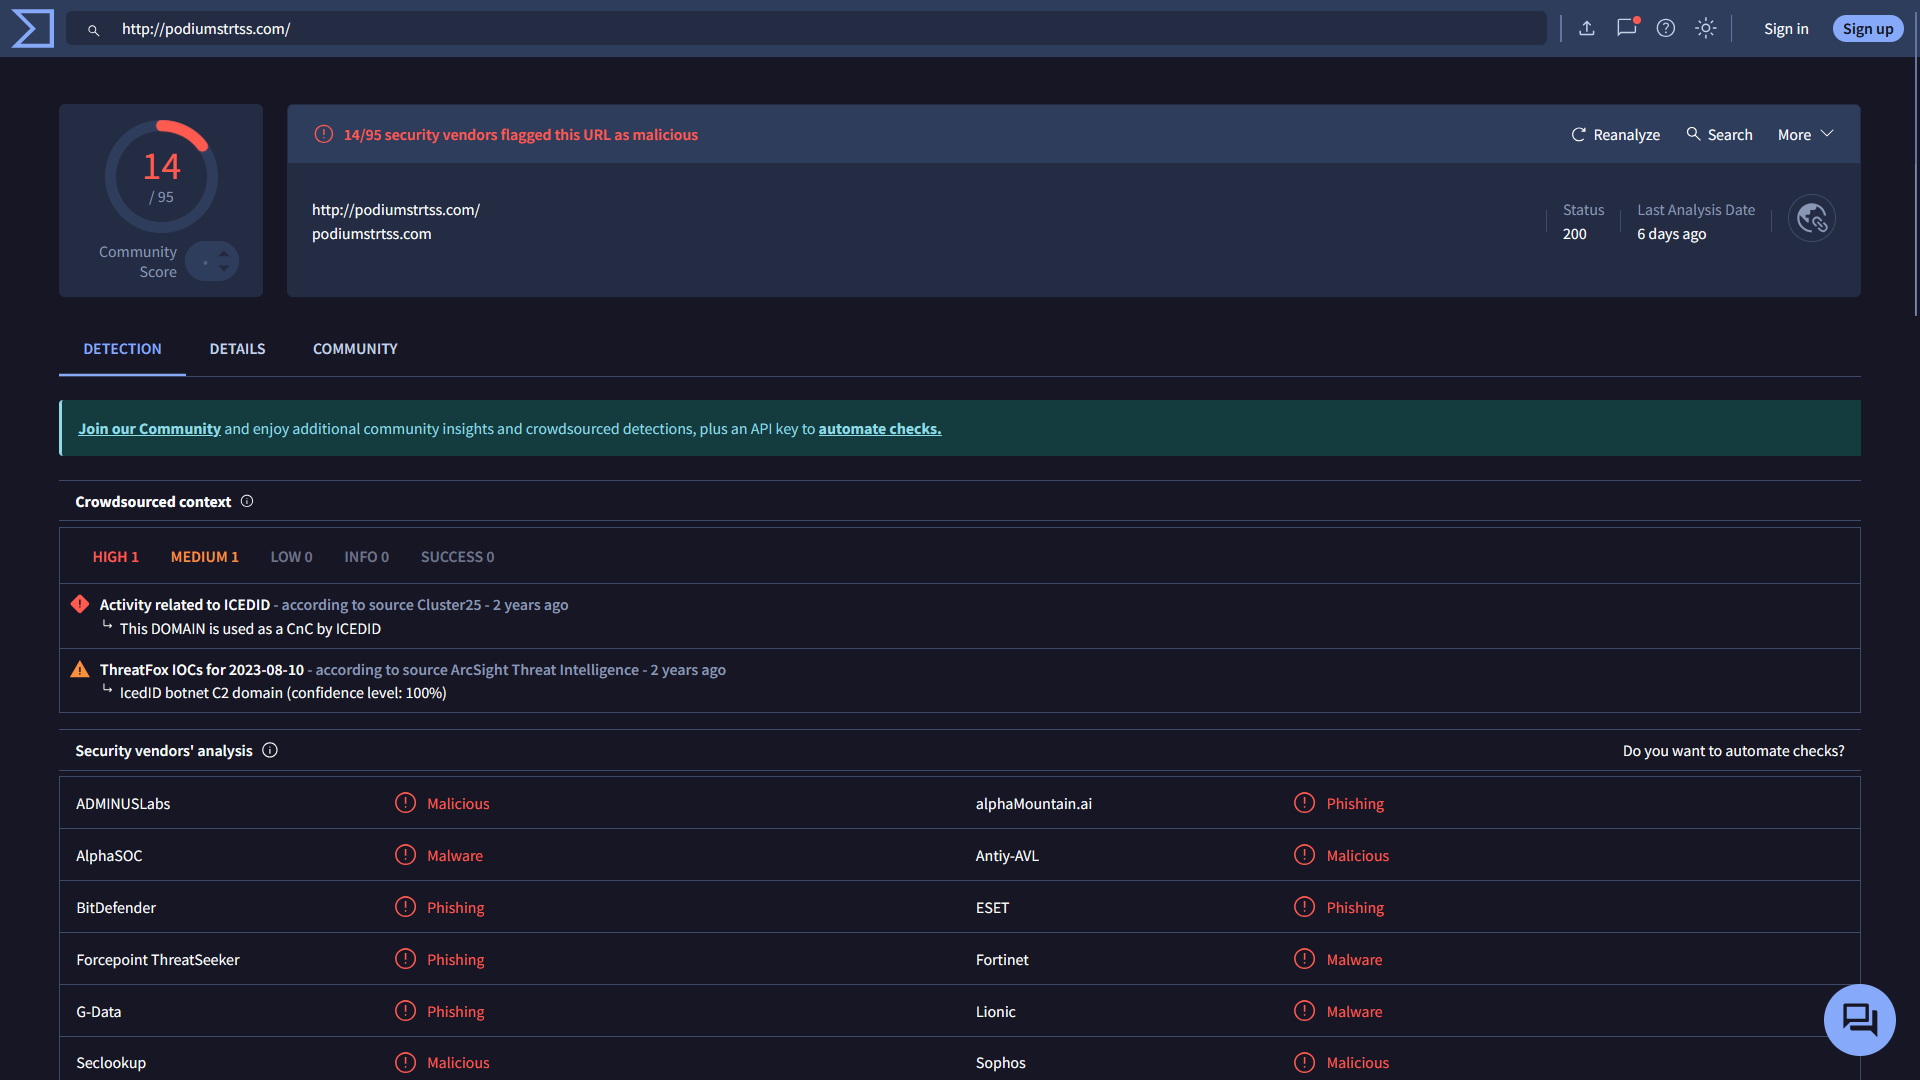 http://podiumstrtss.com/
Sign in
Sign up
14
/ 95
Community
Score
14/95 security vendors flagged this URL as malicious
Reanalyze
Search
More
http://podiumstrtss.com/
podiumstrtss.com
Status
200
Last Analysis Date
6 days ago
DETECTION
DETAILS
COMMUNITY
Join our Community and enjoy additional community insights and crowdsourced detections, plus an API key to automate checks.
Crowdsourced context
HIGH 1
MEDIUM 1
LOW 0
INFO 0
SUCCESS 0
Activity related to ICEDID - according to source Cluster25 - 2 years ago
This DOMAIN is used as a CnC by ICEDID
ThreatFox IOCs for 2023-08-10 - according to source ArcSight Threat Intelligence - 2 years ago
IcedID botnet C2 domain (confidence level: 100%)
Security vendors' analysis
Do you want to automate checks?
ADMINUSLabs
Malicious
alphaMountain.ai
Phishing
AlphaSOC
Malware
Antiy-AVL
Malicious
BitDefender
Phishing
ESET
Phishing
Forcepoint ThreatSeeker
Phishing
Fortinet
Malware
G-Data
Phishing
Lionic
Malware
Seclookup
Malicious
Sophos
Malicious